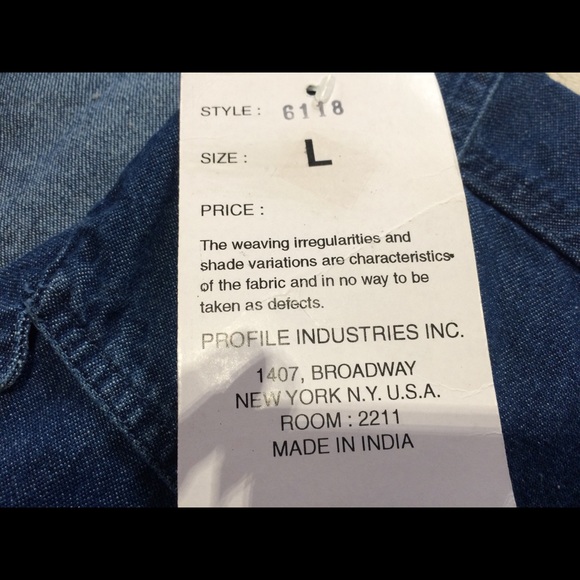 STYLE : 6118
SIZE : L
PRICE :
The weaving irregularities and
shade variations are characteristics
of the fabric and in no way to be
taken as defects.
PROFILE INDUSTRIES INC.
1407, BROADWAY
NEW YORK N.Y. U.S.A.
ROOM : 2211
MADE IN INDIA